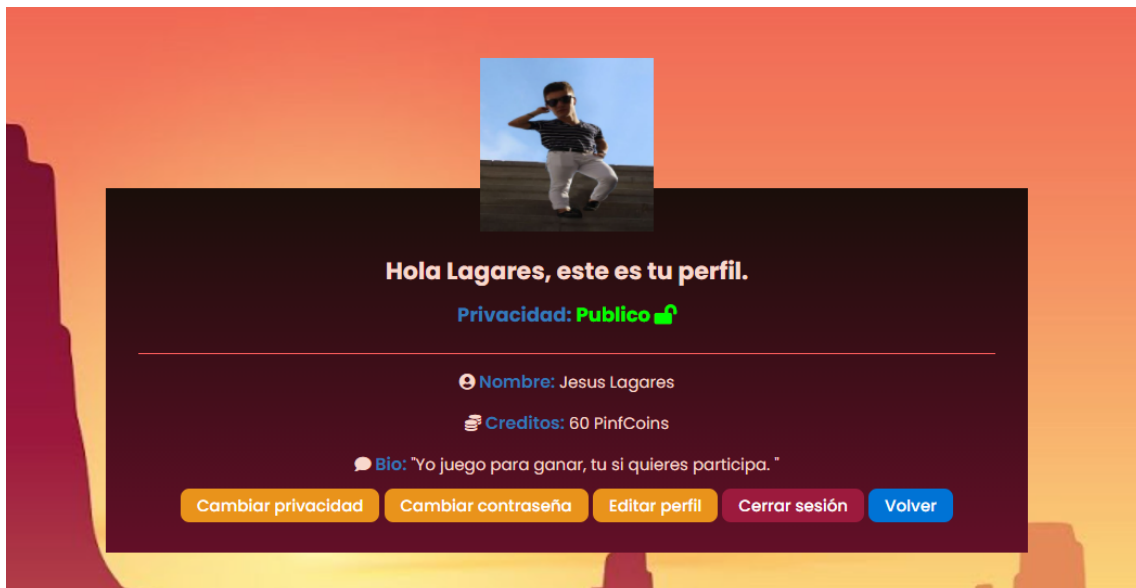 Hola Lagares, este es tu perfil.
Privacidad: Publico
Nombre: Jesus Lagares
Creditos: 60 PinfCoins
Bio: "Yo juego para ganar, tu si quieres participa. "
Cambiar privacidad Cambiar contraseña Editar perfil Cerrar sesión Volver